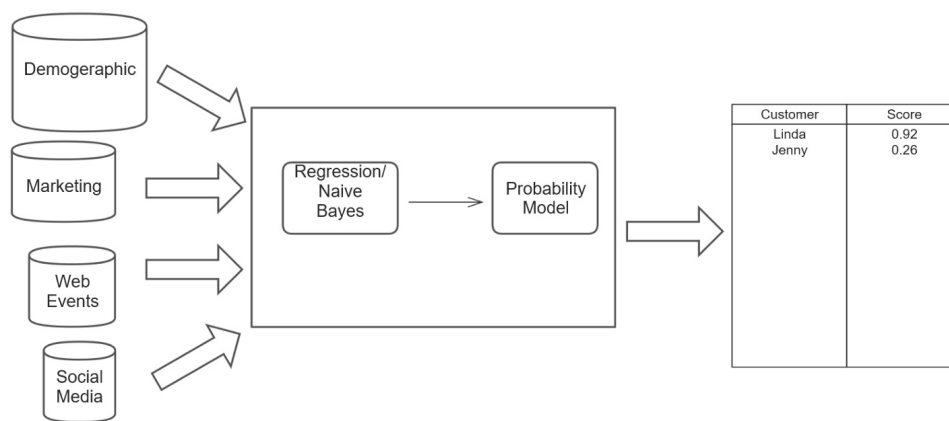 Demogeraphic
Marketing
Web
Events
Social
Media
Regression/
Naive
Bayes
Probability
Model
Customer Score
Linda 0.92
Jenny 0.26